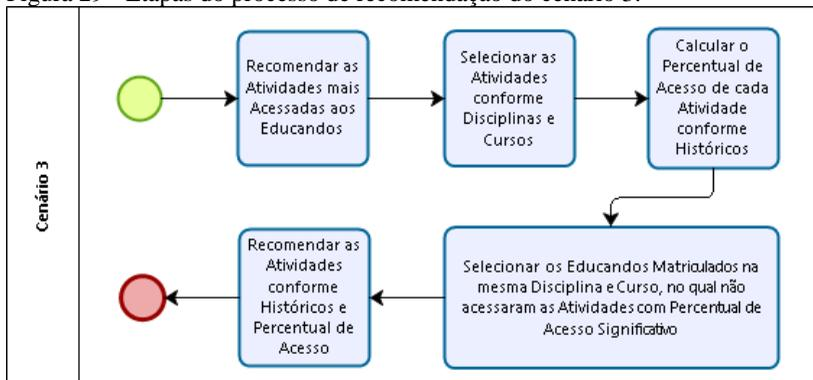 Figura 29 - Etapas do processo de recomendação do cenário 3.
Cenário 3
Recomendar as
Atividades mais
Acessadas aos
Educandos
Selecionar as
Atividades
conforme
Disciplinas e
Cursos
Calcular o
Percentual de
Acesso de cada
Atividade
conforme
Históricos
Selecionar os Educandos Matriculados na
mesma Disciplina e Curso, no qual não
acessaram as Atividades com Percentual de
Acesso Significativo
Recomendar as
Atividades
conforme
Históricos e
Percentual de
Acesso